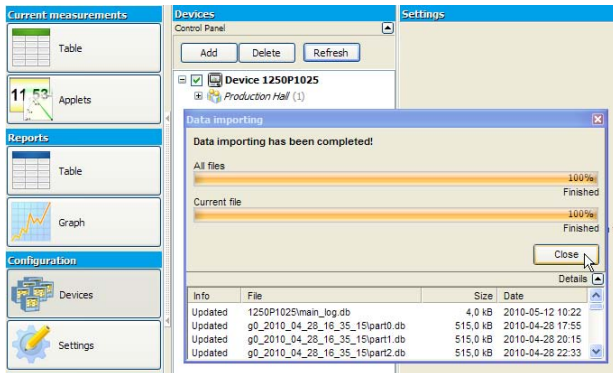 Current measurements
Table
11 53
Applets
Reports
Table
Graph
Configuration
Devices
Settings
Devices
Control Panel
Add Delete Refresh
Device 1250P1025
Production Hall (1)
Settings
Data importing
Data importing has been completed!
All files
100%
Finished
Current file
100%
Finished
Close
Details
Info File Size Date
Updated 1250P1025\main_log.db 4,0 kB 2010-05-12 10:22
Updated g0_2010_04_28_16_35_15\part0.db 515,0 kB 2010-04-28 17:55
Updated g0_2010_04_28_16_35_15\part1.db 515,0 kB 2010-04-28 20:15
Updated g0_2010_04_28_16_35_15\part2.db 515,0 kB 2010-04-28 22:33